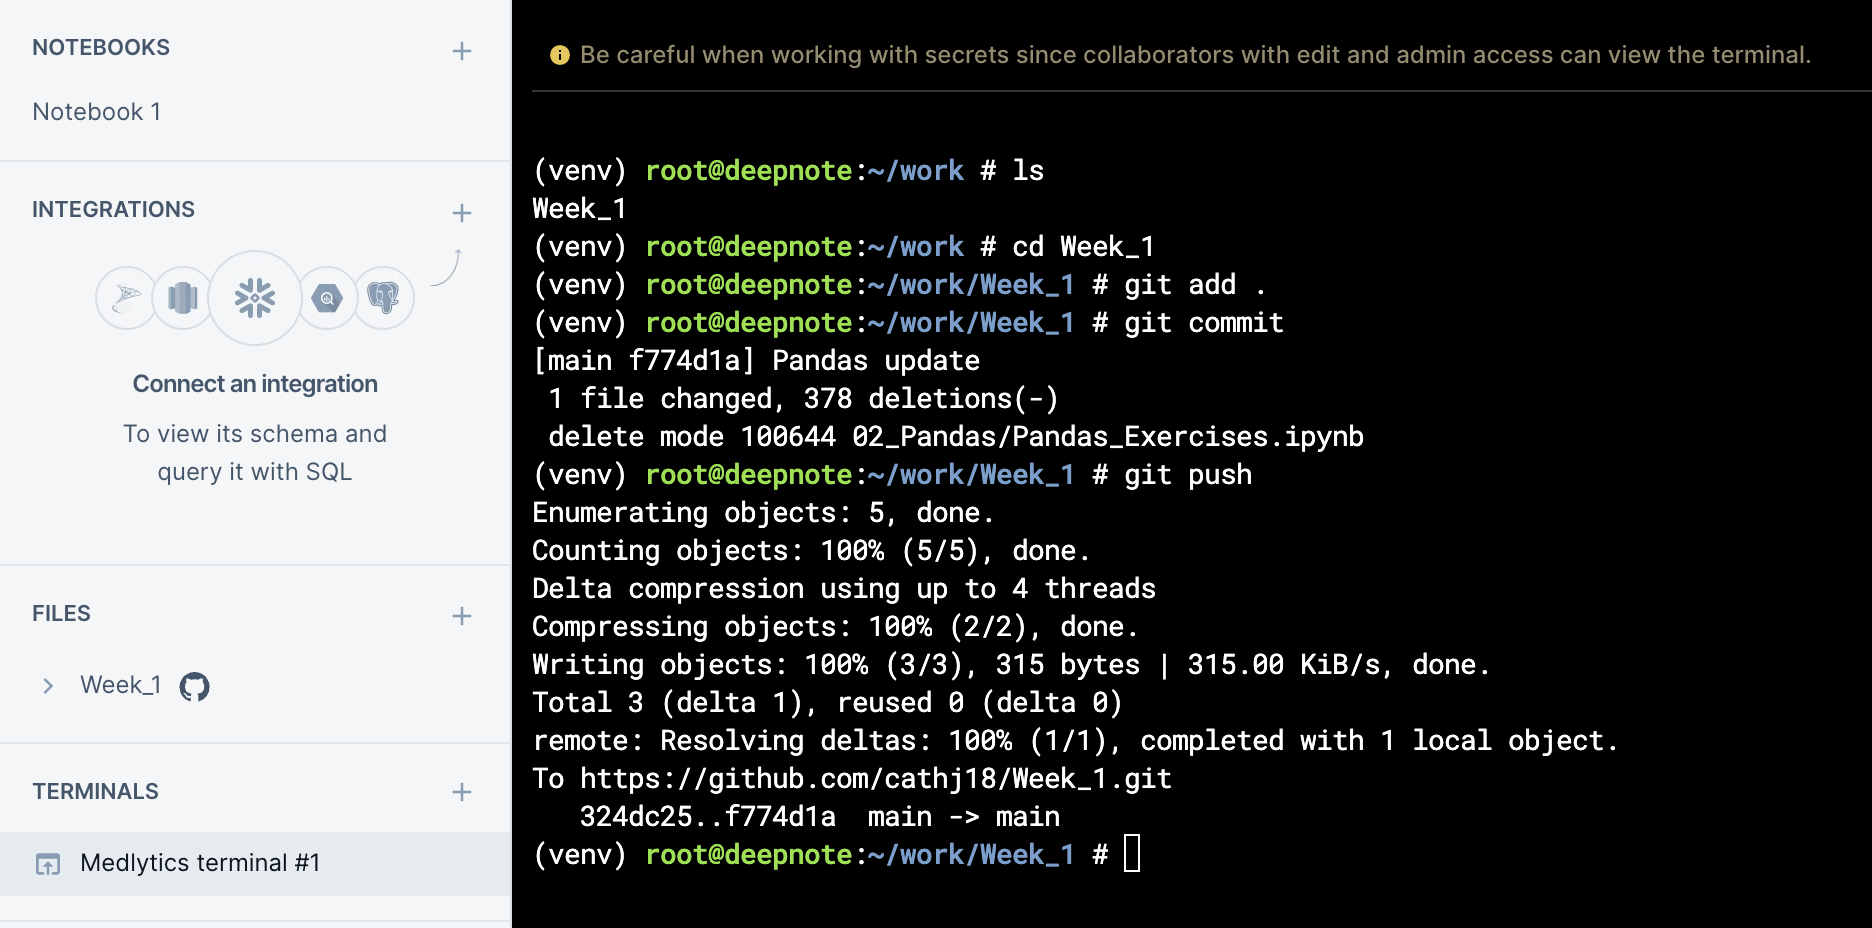 NOTEBOOKS
Notebook 1
INTEGRATIONS
Connect an integration
To view its schema and
query it with SQL
FILES
Week_1
TERMINALS
Medlytics terminal #1
Be careful when working with secrets since collaborators with edit and admin access can view the terminal.
(venv) root@deepnote:~/work # ls
Week_1
(venv) root@deepnote:~/work # cd Week_1
(venv) root@deepnote:~/work/Week_1 # git add .
(venv) root@deepnote:~/work/Week_1 # git commit
[main f774d1a] Pandas update
 1 file changed, 378 deletions(-)
 delete mode 100644 02_Pandas/Pandas_Exercises.ipynb
(venv) root@deepnote:~/work/Week_1 # git push
Enumerating objects: 5, done.
Counting objects: 100% (5/5), done.
Delta compression using up to 4 threads
Compressing objects: 100% (2/2), done.
Writing objects: 100% (3/3), 315 bytes | 315.00 KiB/s, done.
Total 3 (delta 1), reused 0 (delta 0)
remote: Resolving deltas: 100% (1/1), completed with 1 local object.
To https://github.com/cathj18/Week_1.git
   324dc25..f774d1a  main -> main
(venv) root@deepnote:~/work/Week_1 #